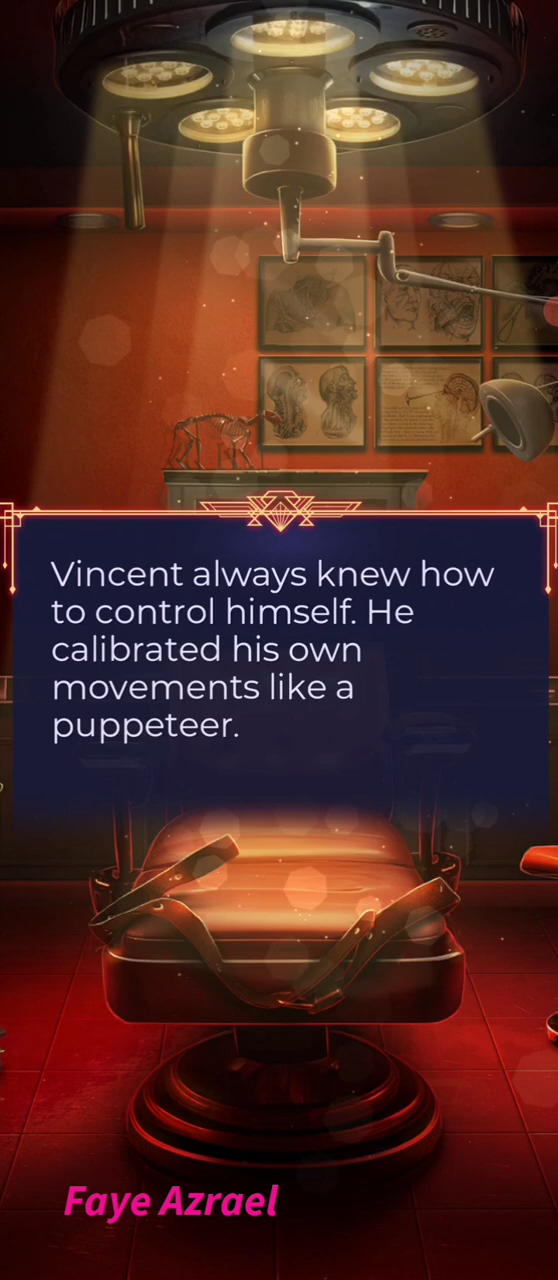 Vincent always knew how
to control himself. He
calibrated his own
movements like a
puppeteer.
Faye Azrael